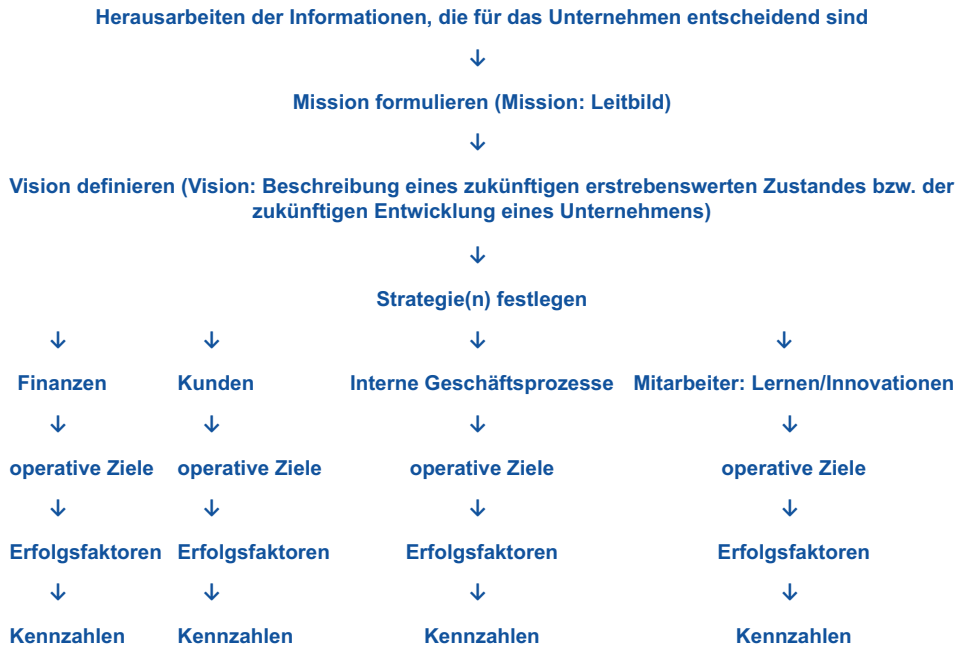 Herausarbeiten der Informationen, die für das Unternehmen entscheidend sind
↓
Mission formulieren (Mission: Leitbild)
↓
Vision definieren (Vision: Beschreibung eines zukünftigen erstrebenswerten Zustandes bzw. der
zukünftigen Entwicklung eines Unternehmens)
↓
Strategie(n) festlegen
↓ ↓ ↓ ↓
Finanzen Kunden Interne Geschäftsprozesse Mitarbeiter: Lernen/Innovationen
↓ ↓ ↓ ↓
operative Ziele operative Ziele operative Ziele operative Ziele
↓ ↓ ↓ ↓
Erfolgsfaktoren Erfolgsfaktoren Erfolgsfaktoren Erfolgsfaktoren
↓ ↓ ↓ ↓
Kennzahlen Kennzahlen Kennzahlen Kennzahlen